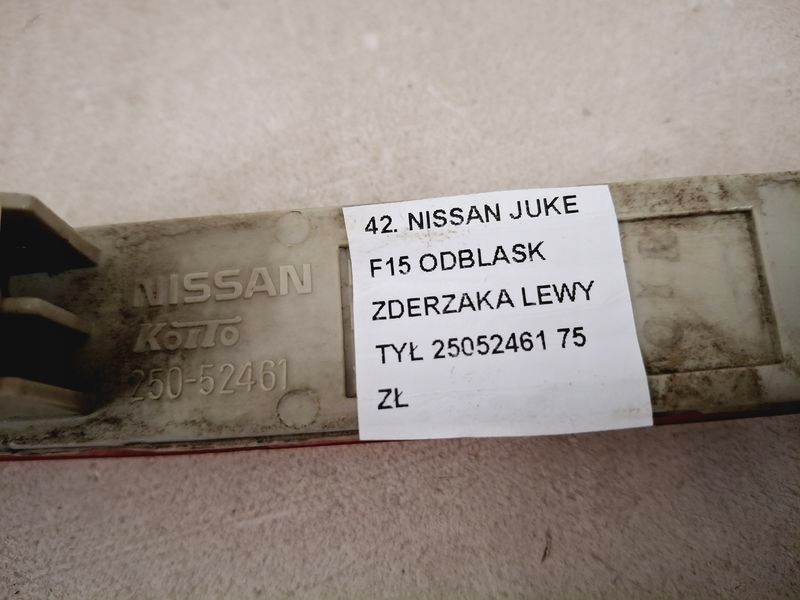 NISSAN
KOITO
250-52461
42. NISSAN JUKE
F15 ODBLASK
ZDERZAKA LEWY
TYŁ 25052461 75
ZŁ